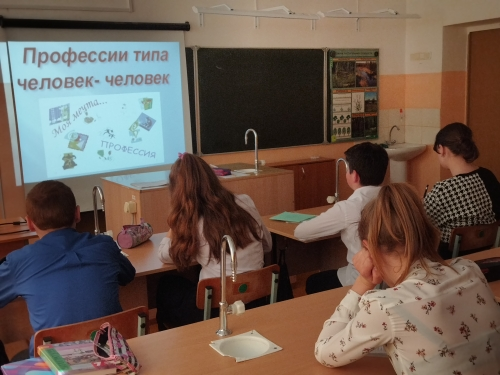 Профессии типа
человек- человек
Моя мечта...
ПРОФЕССИЯ